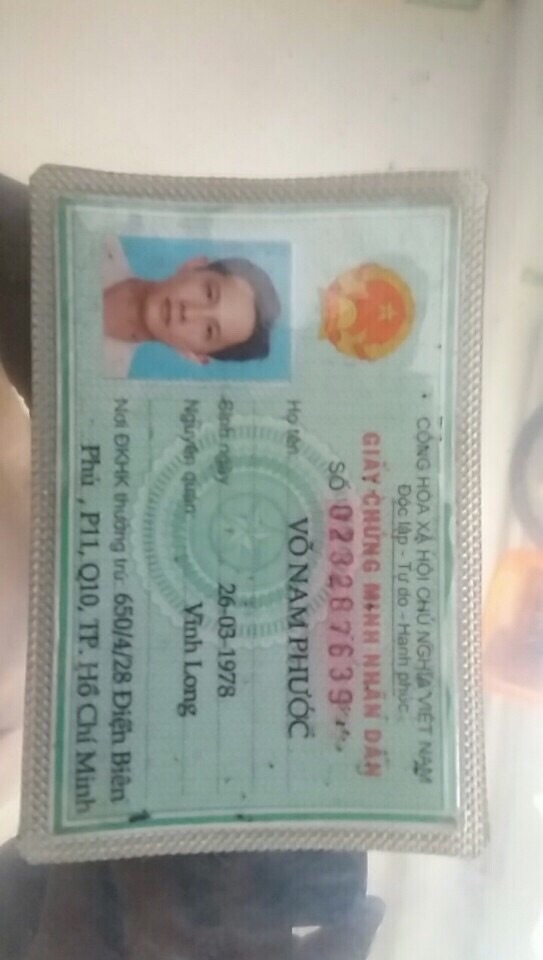 CỘNG HÒA XÃ HỘI CHỦ NGHĨA VIỆT NAM
Độc lập - Tự do - Hạnh phúc
GIẤY CHỨNG MINH NHÂN DÂN
SỐ 023287639
Họ tên VÕ NAM PHƯỚC
Sinh ngày 26-03-1978
Nguyên quán Vĩnh Long
Nơi ĐKHK thường trú 650/4/28 Điện Biên
Phủ , P11, Q10, TP. Hồ Chí Minh